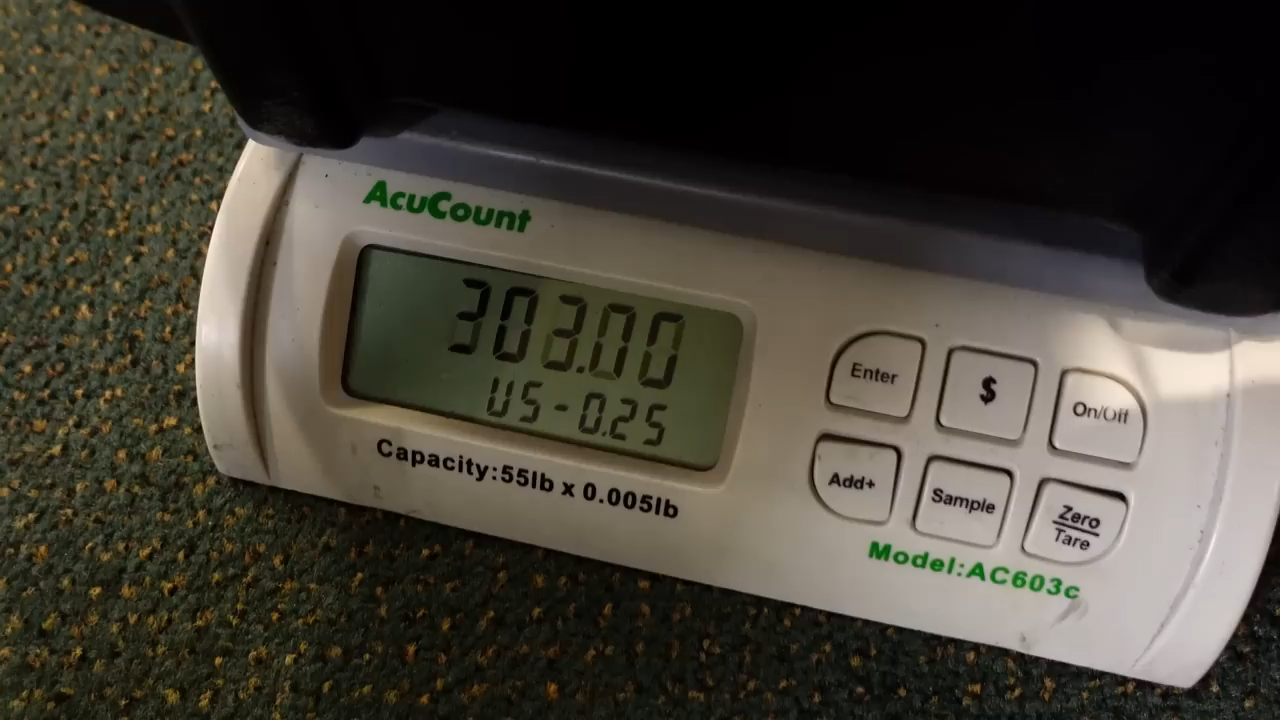 AcuCount
303.00
US-0.25
Capacity:55lb x 0.005lb
Enter
$
On/Off
Add+
Sample
Zero
Tare
Model:AC603c